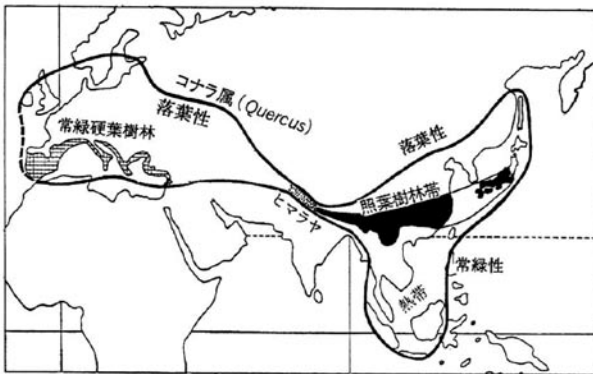 コナラ属 (Quercus)
落葉性
落葉性
常緑硬葉樹林
照葉樹林帯
ヒマラヤ
常緑性
熱帯